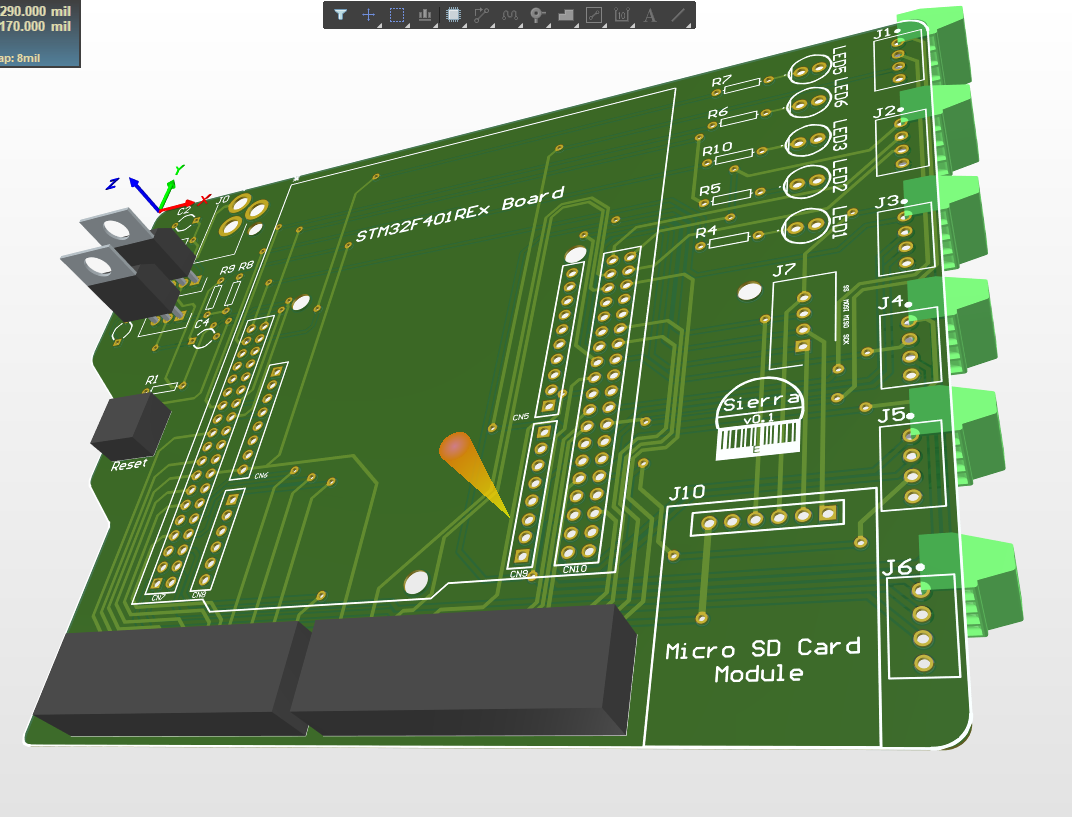 290.000 mil
170.000 mil
ap: 8mil
Z
Y
X
C2
J0
R9 R8
C4
R1
Reset
STM32F401REx Board
R7
R6
R10
R5
R4
LED5
LED6
LED3
LED2
LED1
J1
J2
J3
J4
J5
J6
J7
SS MOSI MISO SCK
Sierra
v0.1
E
CN5
CN6
CN7
CN8
CN9
CN10
J10
Micro SD Card
Module